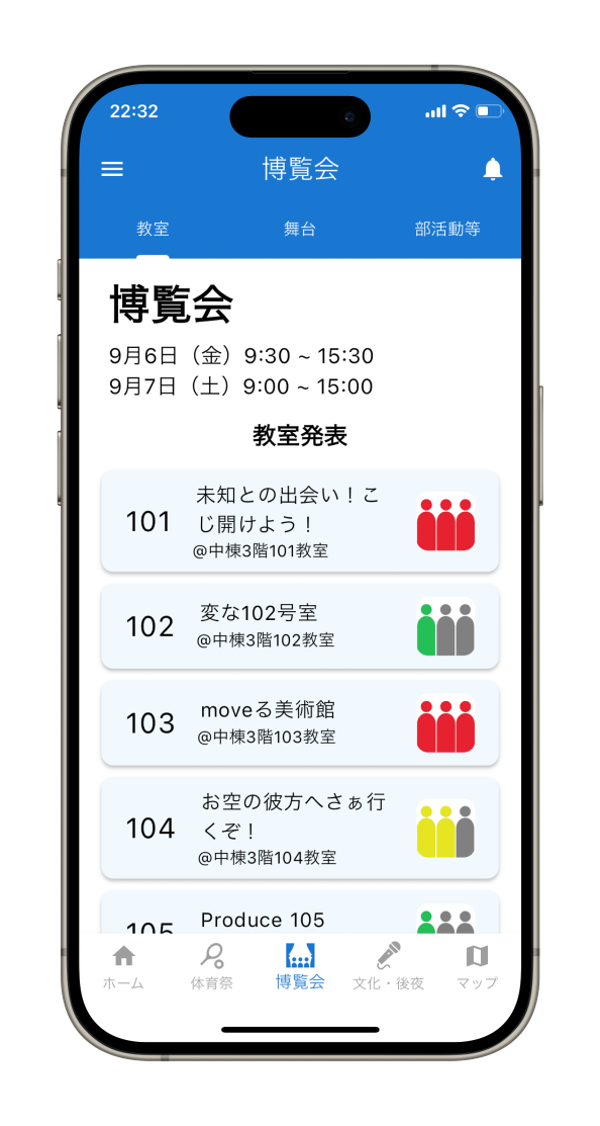 22:32
博覧会
教室
舞台
部活動等
博覧会
9月6日（金）9:30 ~ 15:30
9月7日（土）9:00 ~ 15:00
教室発表
101
未知との出会い！こ
じ開けよう！
@中棟3階101教室
102
変な102号室
@中棟3階102教室
103
moveる美術館
@中棟3階103教室
104
お空の彼方へさぁ行
くぞ！
@中棟3階104教室
105
Produce 105
ホーム
体育祭
博覧会
文化・後夜
マップ